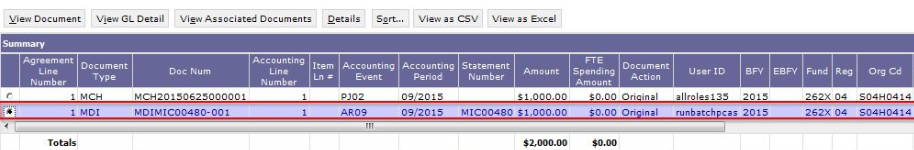 View Document View GL Detail View Associated Documents Details Sort... View as CSV View as Excel
Summary
Agreement Line Number Document Type Doc Num Accounting Line Number Item Ln # Accounting Event Accounting Period Statement Number Amount FTE Spending Amount Document Action User ID BFY EBFY Fund Reg Org Cd
1 MCH MCH20150625000001 1 PJ02 09/2015 $1,000.00 $0.00 Original allroles135 2015 262X 04 S04H0414
1 MDI MDIMIC00480-001 1 AR09 09/2015 MIC00480 $1,000.00 $0.00 Original runbatchpcas 2015 262X 04 S04H0414
Totals $2,000.00 $0.00